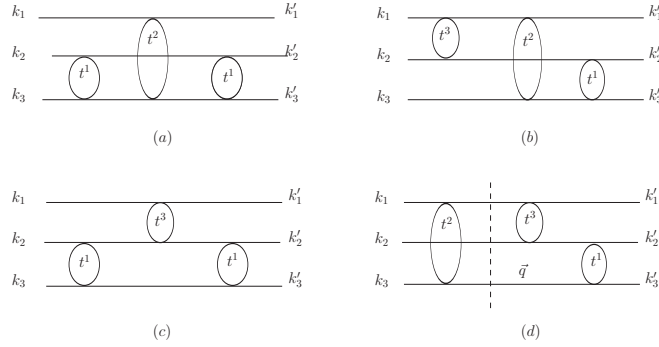 k₁ k′₁ k₁ k′₁
t² t³ t²
k₂ k′₂ k₂ k′₂
t¹ t¹ t¹
k₃ k′₃ k₃ k′₃
(a) (b)
k₁ k′₁ k₁ k′₁
t³ t² t³
k₂ k′₂ k₂ k′₂
t¹ t¹ q⃗ t¹
k₃ k′₃ k₃ k′₃
(c) (d)